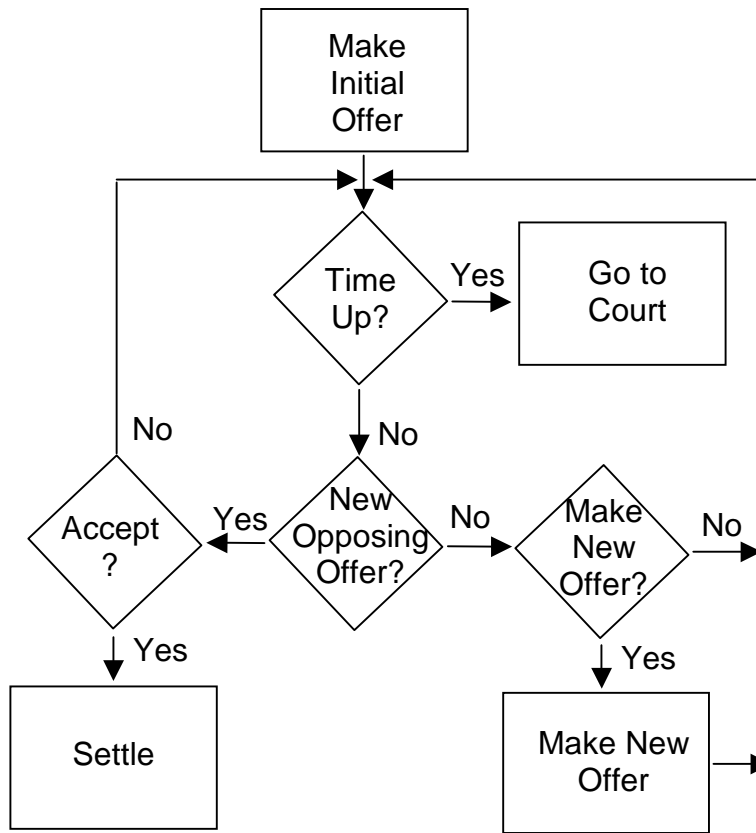 Make
Initial
Offer
Time
Up?
Yes
Go to
Court
No
No
Accept
?
Yes
New
Opposing
Offer?
No
Make
New
Offer?
No
Yes
Yes
Settle
Make New
Offer